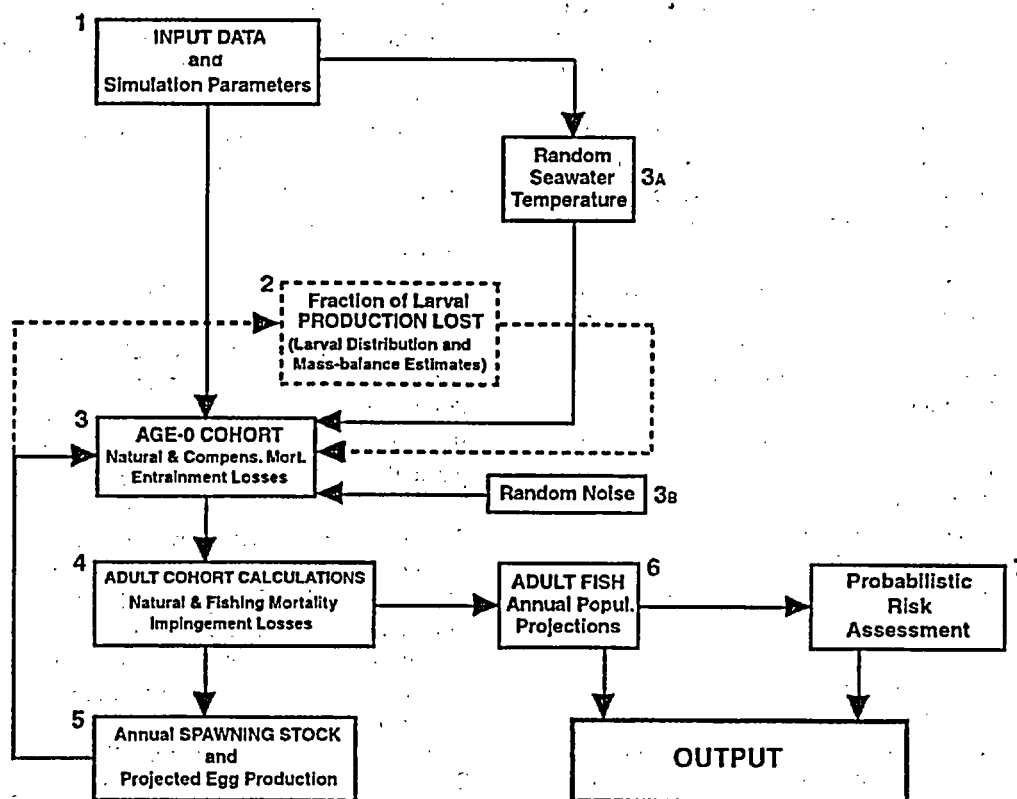 1
INPUT DATA
and
Simulation Parameters
Random
Seawater
Temperature
3A
2
Fraction of Larval
PRODUCTION LOST
(Larval Distribution and
Mass-balance Estimates)
3
AGE-0 COHORT
Natural & Compens. Mort.
Entrainment Losses
Random Noise
3B
4
ADULT COHORT CALCULATIONS
Natural & Fishing Mortality
Impingement Losses
6
ADULT FISH
Annual Popul.
Projections
Probabilistic
Risk
Assessment
5
Annual SPAWNING STOCK
and
Projected Egg Production
OUTPUT